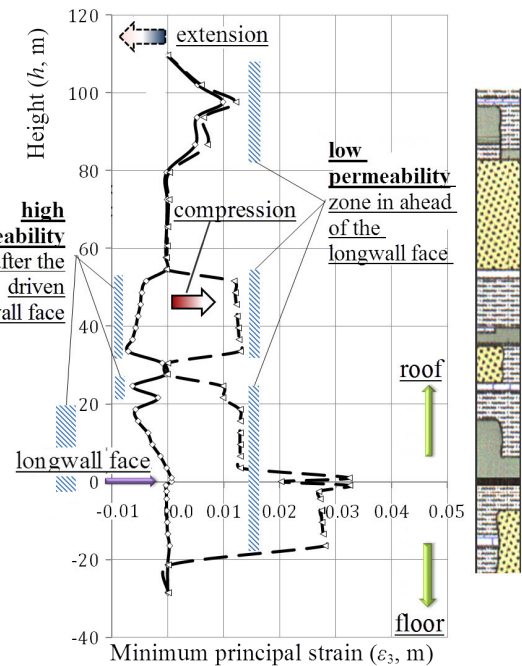 120
extension
Height (h, m)
100
80
60
40
20
0
-20
-40
low
permeability
zone in ahead
of the
longwall face
high
eability
fter the
driven
all face
compression
roof
longwall face
-0.01
0.0
0.01
0.02
0.03
0.04
0.05
floor
Minimum principal strain (ε3, m)